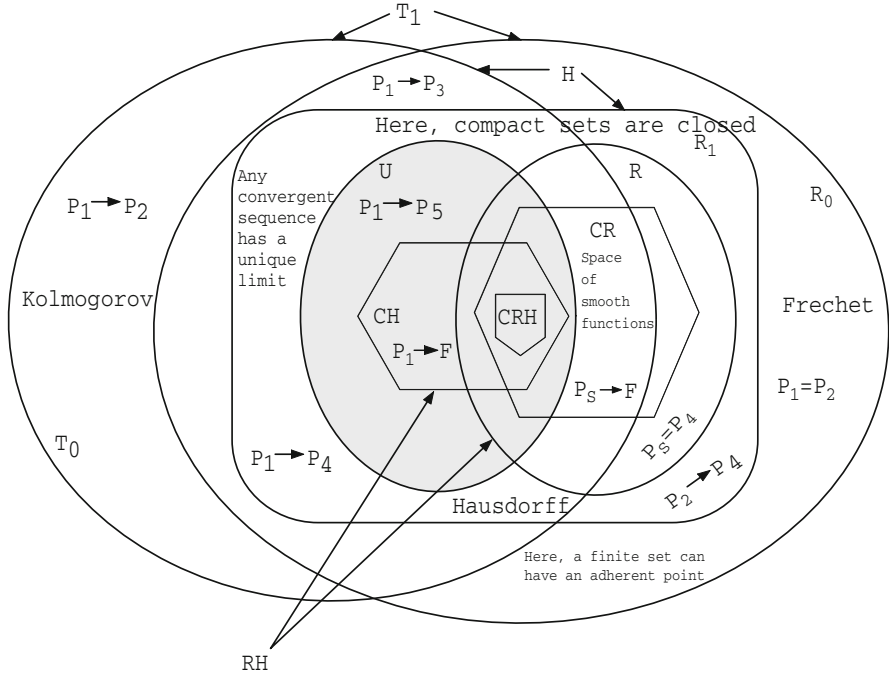 T1
H
P1→P3
Here, compact sets are closed
R1
Any
convergent
sequence
has a
unique
limit
U
R
P1→P2
P1→P5
R0
CR
Space
of
smooth
functions
Kolmogorov
Frechet
CH
CRH
P1→F
PS→F
P1=P2
T0
PS=P4
P1→P4
P2→P4
Hausdorff
Here, a finite set can
have an adherent point
RH